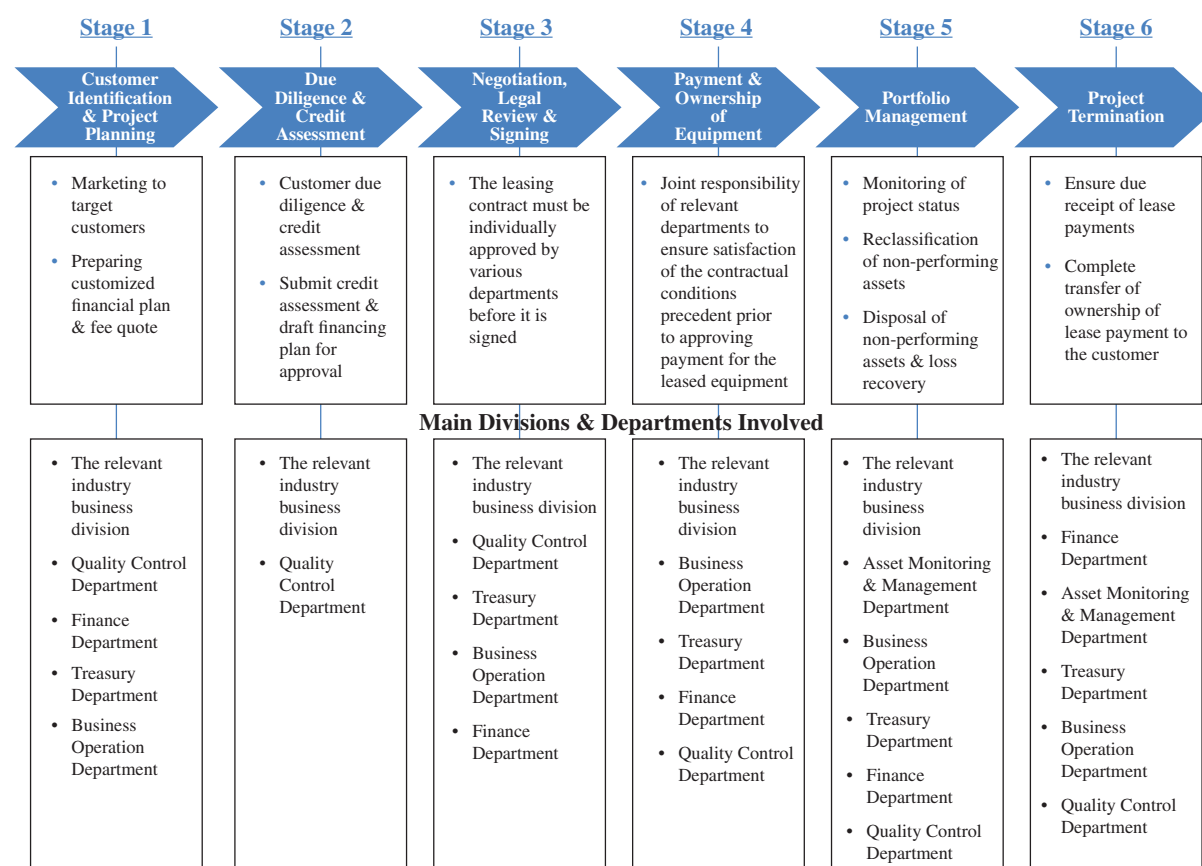 Stage 1
Stage 2
Stage 3
Stage 4
Stage 5
Stage 6
Customer
Identification
& Project
Planning
Due
Diligence &
Credit
Assessment
Negotiation,
Legal
Review &
Signing
Payment &
Ownership
of
Equipment
Portfolio
Management
Project
Termination
• Marketing to
target
customers
• Preparing
customized
financial plan
& fee quote
• Customer due
diligence &
credit
assessment
• Submit credit
assessment &
draft financing
plan for
approval
• The leasing
contract must be
individually
approved by
various
departments
before it is
signed
• Joint responsibility
of relevant
departments to
ensure satisfaction
of the contractual
conditions
precedent prior
to approving
payment for the
leased equipment
• Monitoring of
project status
• Reclassification
of non-performing
assets
• Disposal of
non-performing
assets & loss
recovery
• Ensure due
receipt of lease
payments
• Complete
transfer of
ownership of
lease payment to
the customer
Main Divisions & Departments Involved
• The relevant
industry
business
division
• Quality Control
Department
• Finance
Department
• Treasury
Department
• Business
Operation
Department
• The relevant
industry
business
division
• Quality
Control
Department
• The relevant
industry
business division
• Quality Control
Department
• Treasury
Department
• Business
Operation
Department
• Finance
Department
• The relevant
industry
business
division
• Business
Operation
Department
• Treasury
Department
• Finance
Department
• Quality Control
Department
• The relevant
industry
business
division
• Asset Monitoring
& Management
Department
• Business
Operation
Department
• Treasury
Department
• Finance
Department
• Quality Control
Department
• The relevant
industry
business division
• Finance
Department
• Asset Monitoring
& Management
Department
• Treasury
Department
• Business
Operation
Department
• Quality Control
Department